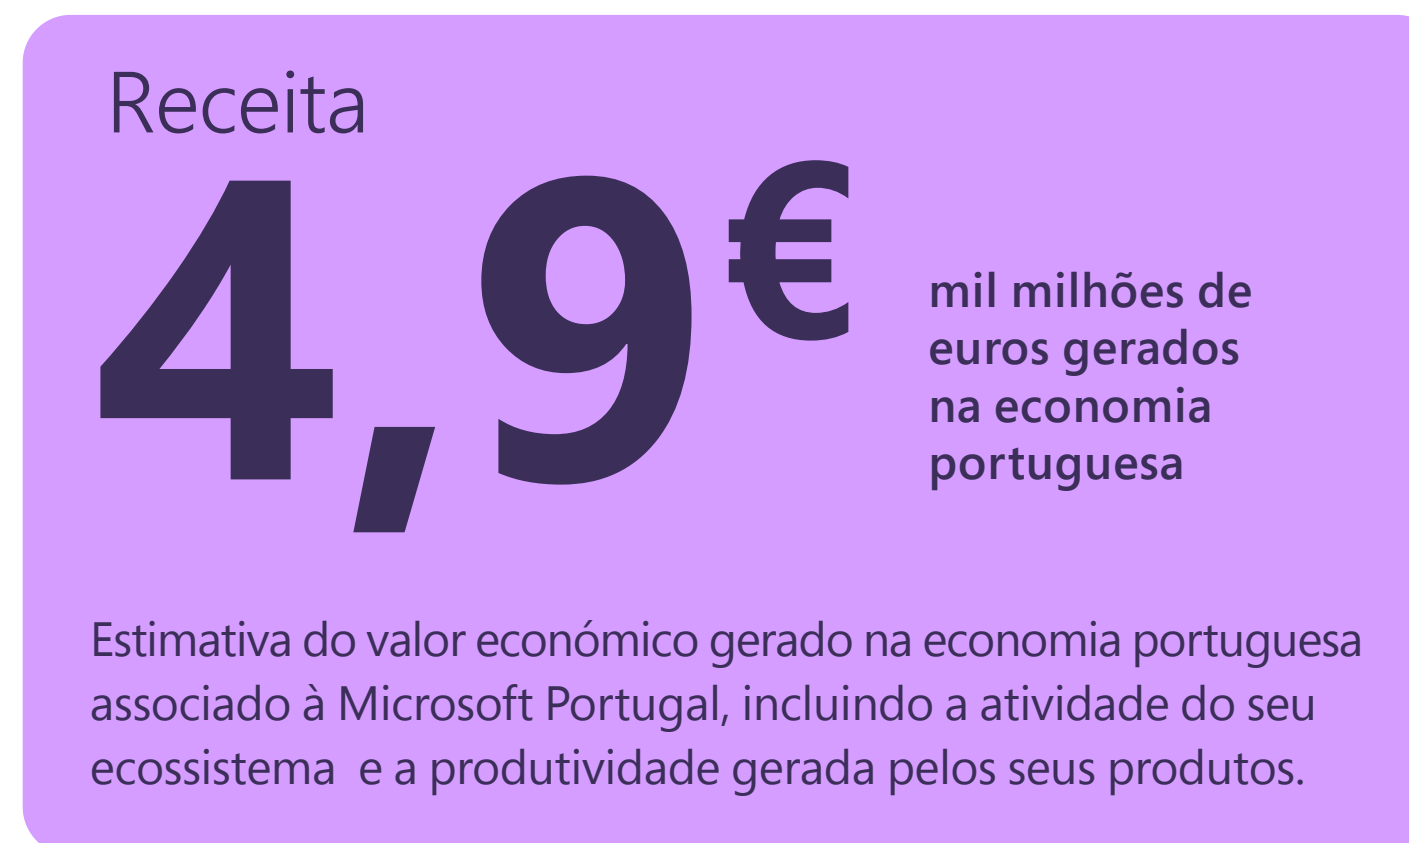 Receita
4,9€
mil milhões de
euros gerados
na economia
portuguesa
Estimativa do valor económico gerado na economia portuguesa
associado à Microsoft Portugal, incluindo a atividade do seu
ecossistema  e a produtividade gerada pelos seus produtos.